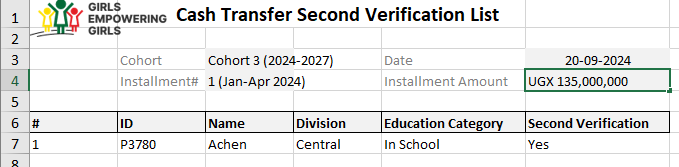 1 GIRLS EMPOWERING GIRLS Cash Transfer Second Verification List
2
3 Cohort Cohort 3 (2024-2027) Date 20-09-2024
4 Installment# 1 (Jan-Apr 2024) Installment Amount UGX 135,000,000
5
6 # ID Name Division Education Category Second Verification
7 1 P3780 Achen Central In School Yes
8